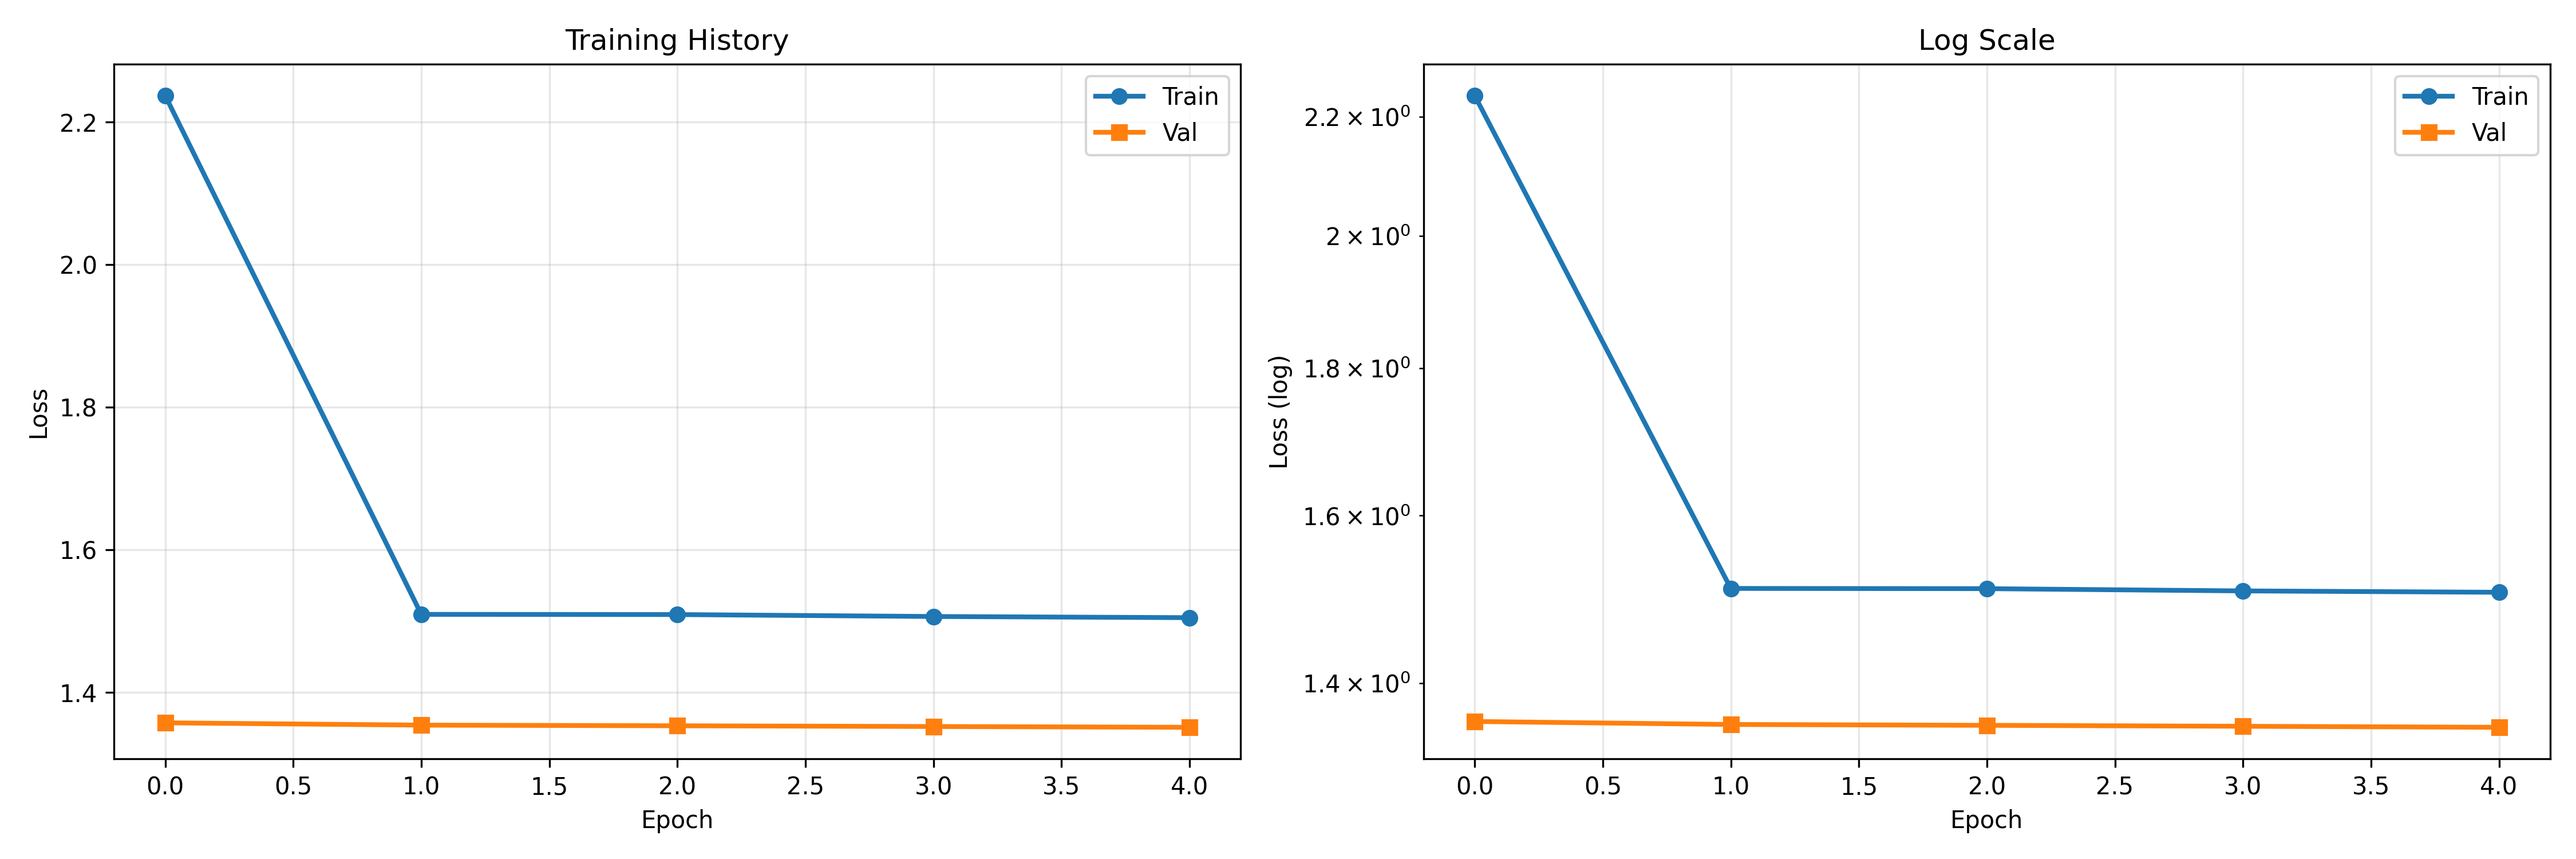 Training History
Loss
2.2
2.0
1.8
1.6
1.4
0.0 0.5 1.0 1.5 2.0 2.5 3.0 3.5 4.0
Epoch
Train
Val
Log Scale
Loss (log)
2.2 × 10⁰
2 × 10⁰
1.8 × 10⁰
1.6 × 10⁰
1.4 × 10⁰
0.0 0.5 1.0 1.5 2.0 2.5 3.0 3.5 4.0
Epoch
Train
Val